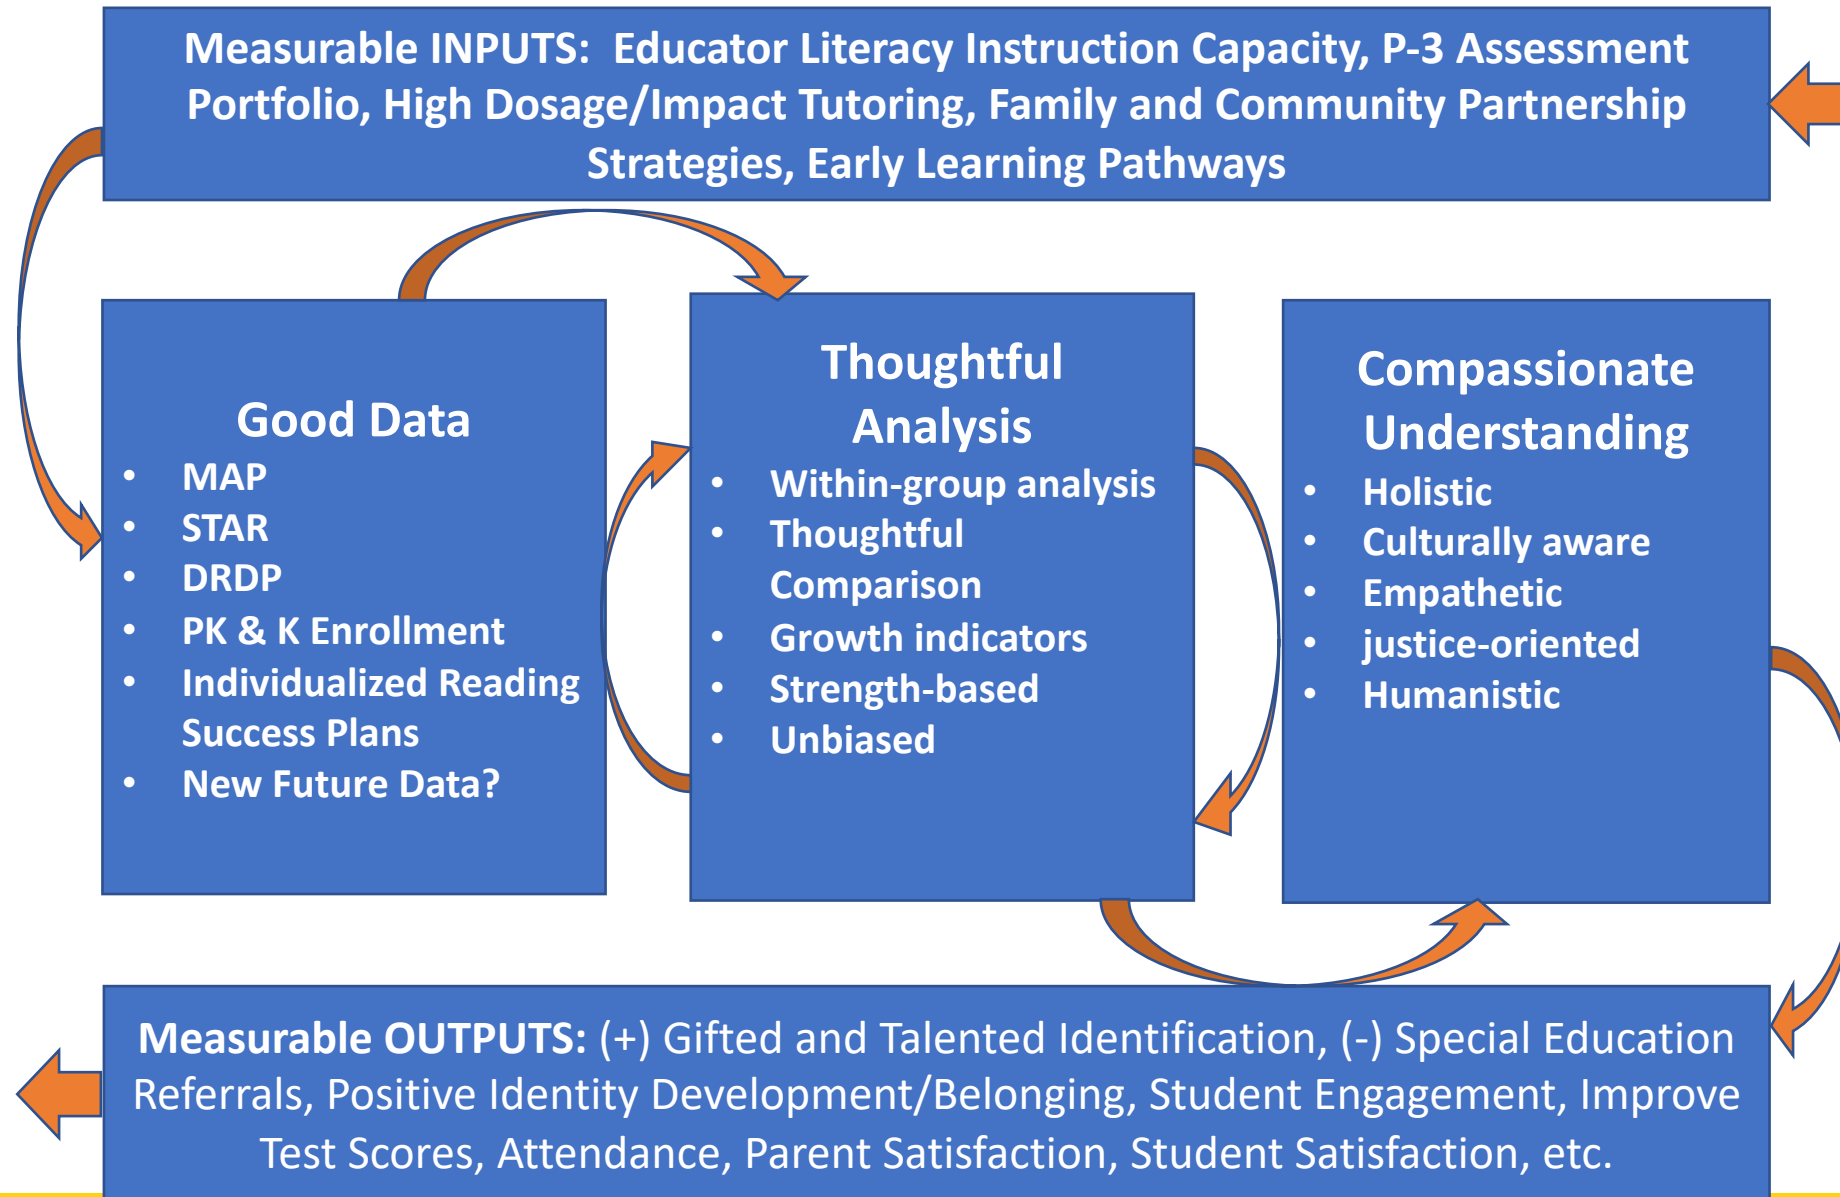 Measurable INPUTS:  Educator Literacy Instruction Capacity, P-3 Assessment
Portfolio, High Dosage/Impact Tutoring, Family and Community Partnership
Strategies, Early Learning Pathways
Good Data
• MAP
• STAR
• DRDP
• PK & K Enrollment
• Individualized Reading
Success Plans
• New Future Data?
Thoughtful
Analysis
• Within-group analysis
• Thoughtful
Comparison
• Growth indicators
• Strength-based
• Unbiased
Compassionate
Understanding
• Holistic
• Culturally aware
• Empathetic
• justice-oriented
• Humanistic
Measurable OUTPUTS: (+) Gifted and Talented Identification, (-) Special Education
Referrals, Positive Identity Development/Belonging, Student Engagement, Improve
Test Scores, Attendance, Parent Satisfaction, Student Satisfaction, etc.